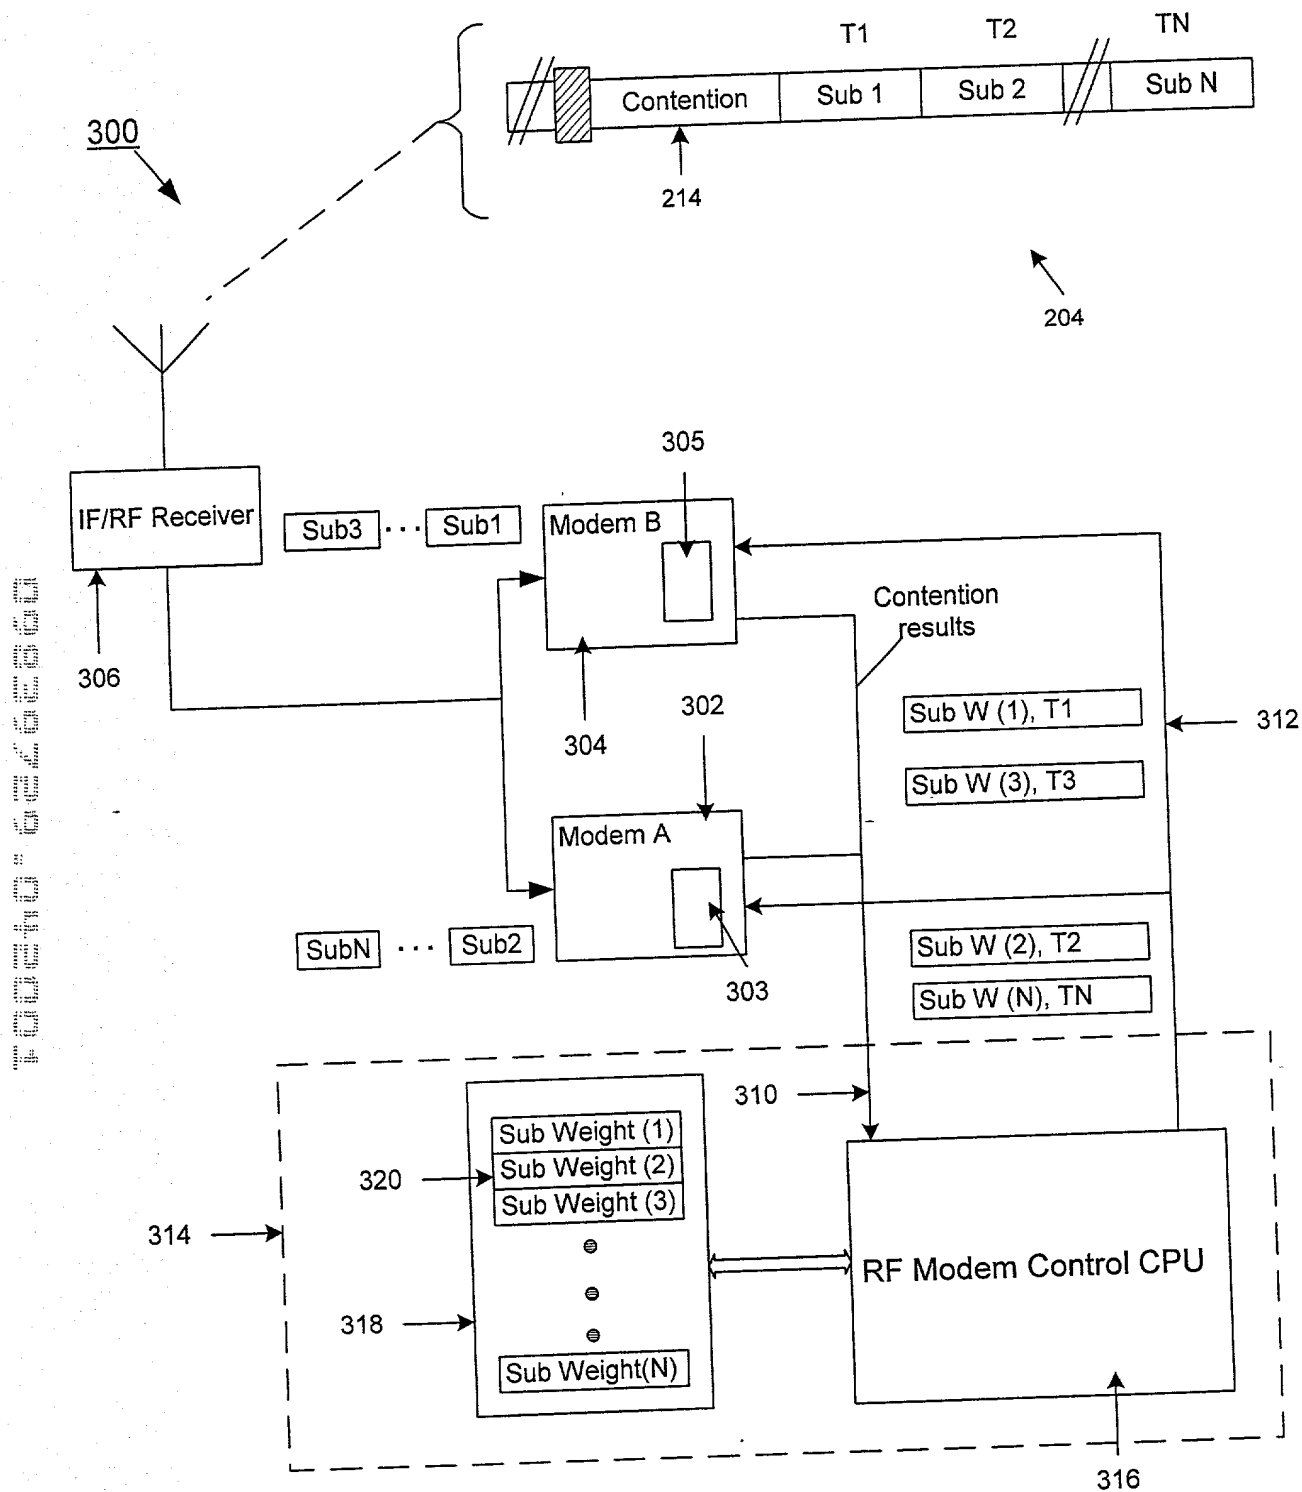 T1 T2 TN
Contention Sub 1 Sub 2 Sub N
300
214
204
305
IF/RF Receiver
Sub3 ... Sub1
Modem B
306
304
Contention
results
302
Sub W (1), T1
312
Sub W (3), T3
Modem A
SubN ... Sub2
303
Sub W (2), T2
Sub W (N), TN
310
Sub Weight (1)
320
Sub Weight (2)
Sub Weight (3)
314
RF Modem Control CPU
318
Sub Weight(N)
316